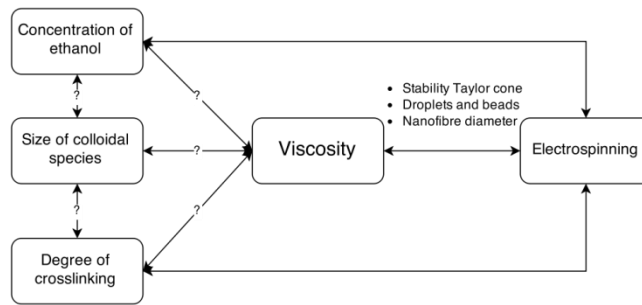 Concentration of
ethanol
?
?
• Stability Taylor cone
• Droplets and beads
• Nanofibre diameter
Size of colloidal
species
?
Viscosity
Electrospinning
?
?
Degree of
crosslinking